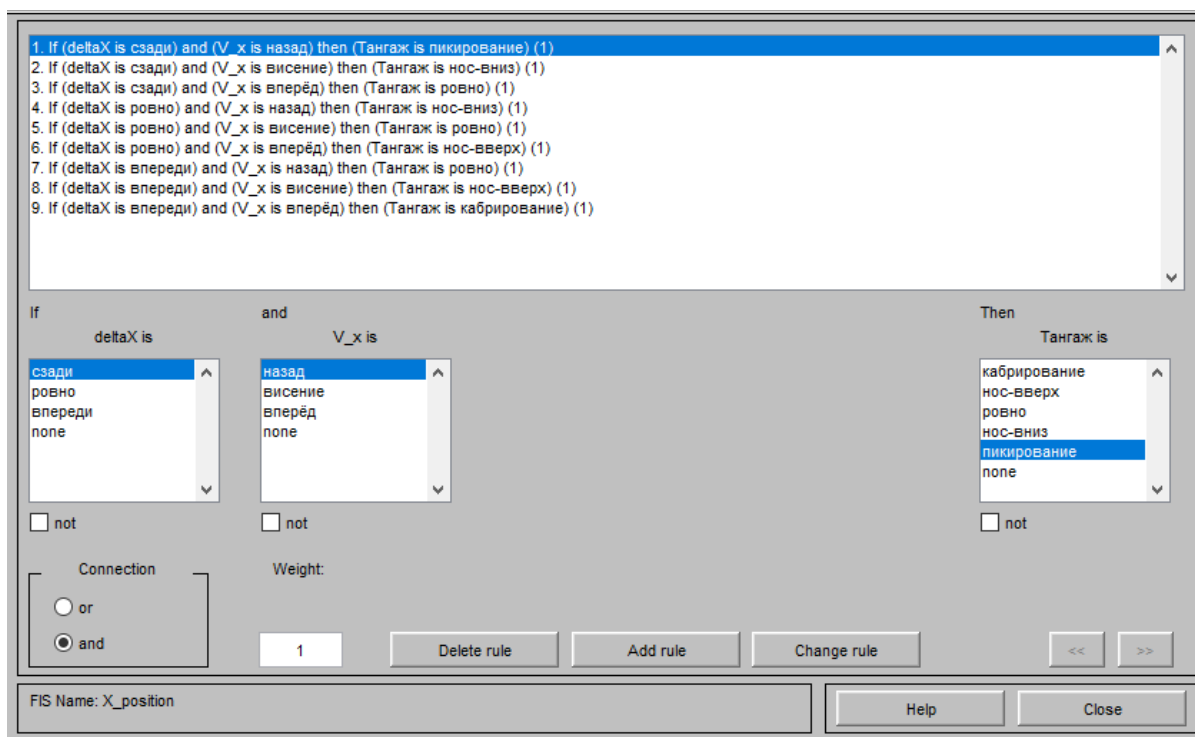 1. If (deltaX is сзади) and (V_x is назад) then (Тангаж is пикирование) (1)
2. If (deltaX is сзади) and (V_x is висение) then (Тангаж is нос-вниз) (1)
3. If (deltaX is сзади) and (V_x is вперёд) then (Тангаж is ровно) (1)
4. If (deltaX is ровно) and (V_x is назад) then (Тангаж is нос-вниз) (1)
5. If (deltaX is ровно) and (V_x is висение) then (Тангаж is ровно) (1)
6. If (deltaX is ровно) and (V_x is вперёд) then (Тангаж is нос-вверх) (1)
7. If (deltaX is впереди) and (V_x is назад) then (Тангаж is ровно) (1)
8. If (deltaX is впереди) and (V_x is висение) then (Тангаж is нос-вверх) (1)
9. If (deltaX is впереди) and (V_x is вперёд) then (Тангаж is кабрирование) (1)
If
deltaX is
сзади
ровно
впереди
none
not
and
V_x is
назад
висение
вперёд
none
not
Then
Тангаж is
кабрирование
нос-вверх
ровно
нос-вниз
пикирование
none
not
Connection
or
and
Weight:
1
Delete rule
Add rule
Change rule
<<
>>
FIS Name: X_position
Help
Close